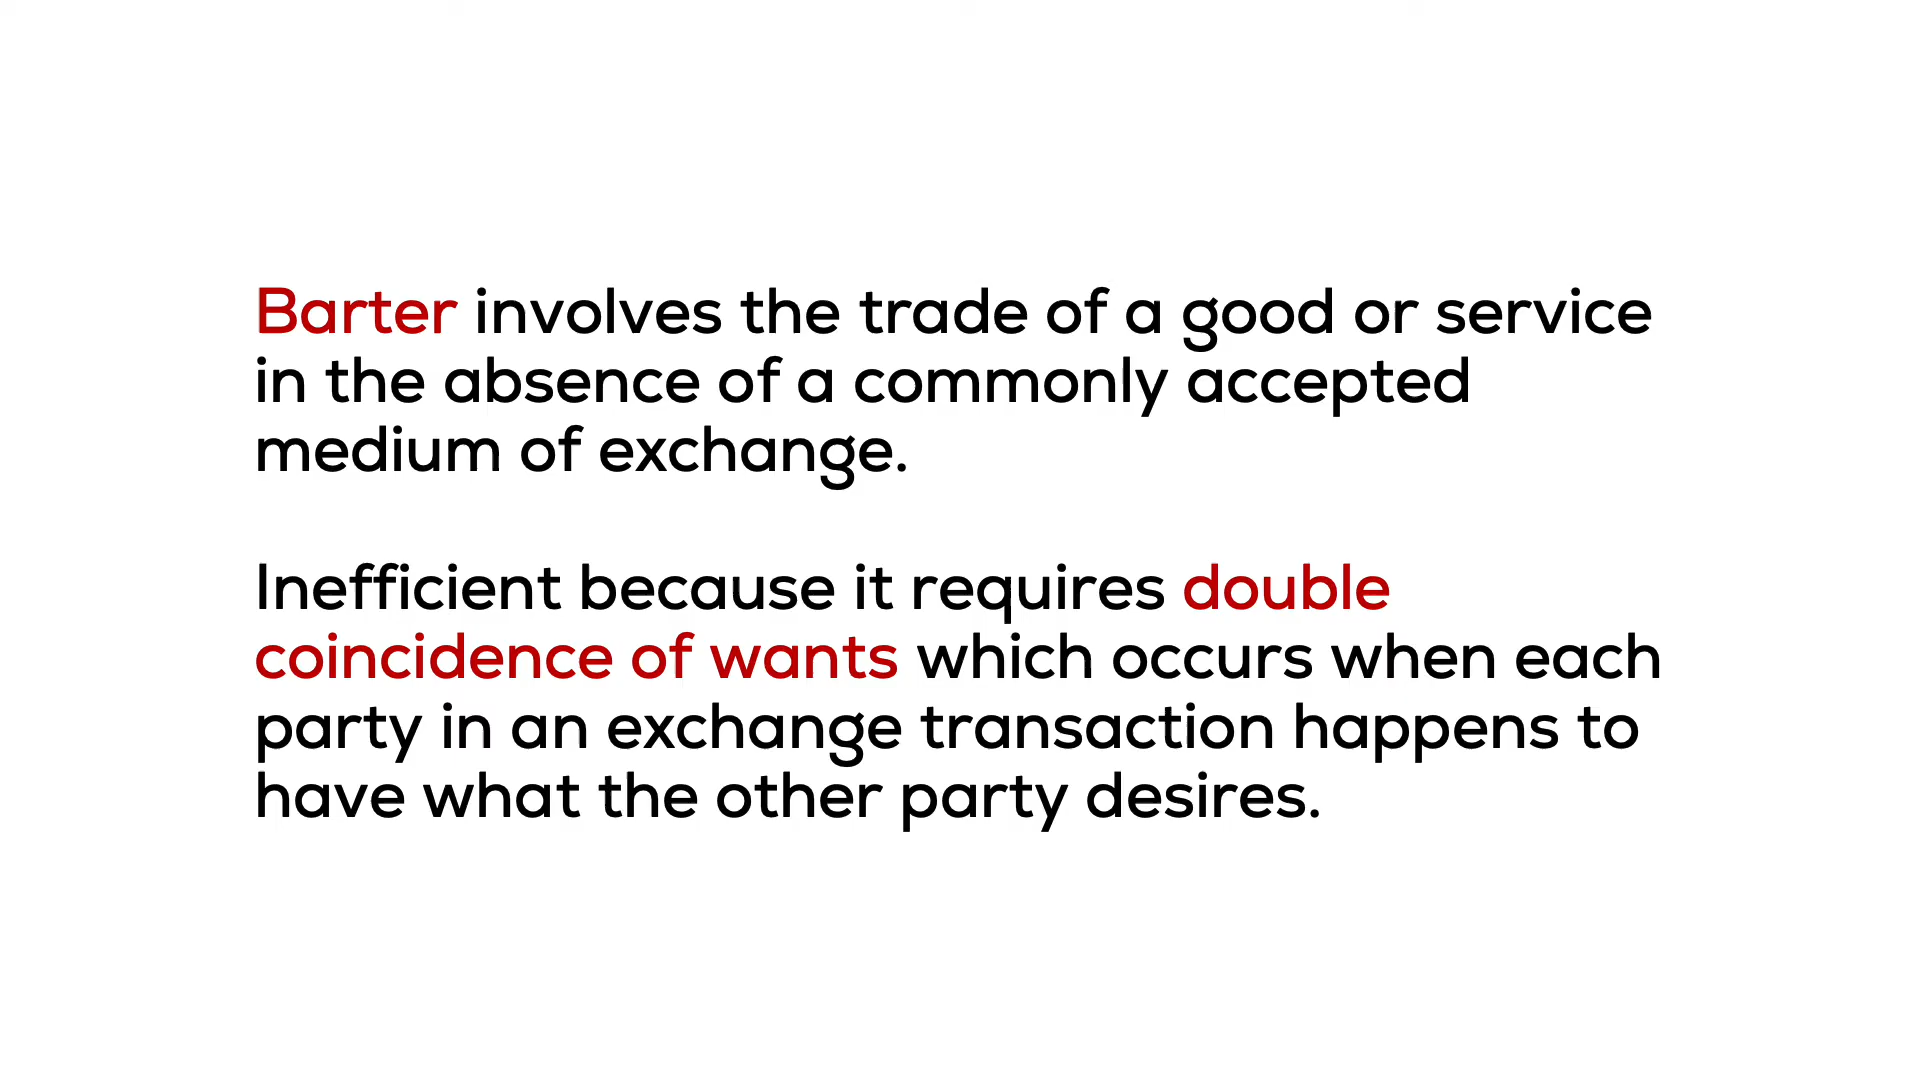 Barter involves the trade of a good or service
in the absence of a commonly accepted
medium of exchange.
Inefficient because it requires double
coincidence of wants which occurs when each
party in an exchange transaction happens to
have what the other party desires.